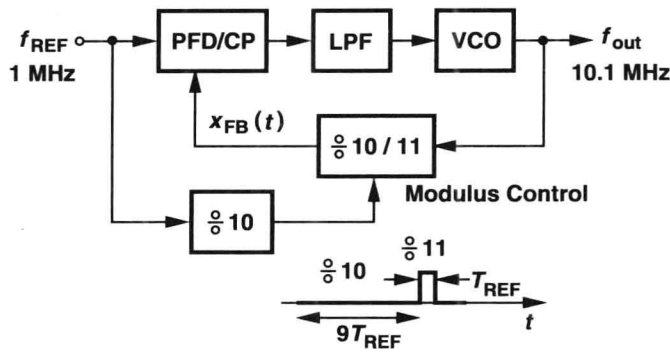 f_REF
1 MHz
PFD/CP
LPF
VCO
f_out
10.1 MHz
x_FB (t)
÷ 10 / 11
Modulus Control
÷ 10
÷ 11
÷ 10
T_REF
9T_REF
t